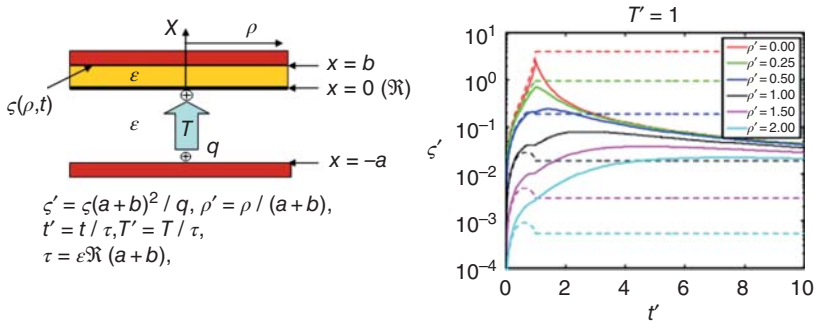 X
ρ
x = b
ε
x = 0 (ℜ)
ς(ρ,t)
ε
T
q
x = –a
ς′ = ς(a + b)² / q, ρ′ = ρ / (a + b),
t′ = t / τ,T′ = T / τ,
τ = εℜ (a + b),
T′ = 1
10¹
10⁰
10⁻¹
10⁻²
10⁻³
10⁻⁴
ς′
ρ′ = 0.00
ρ′ = 0.25
ρ′ = 0.50
ρ′ = 1.00
ρ′ = 1.50
ρ′ = 2.00
0 2 4 6 8 10
t′